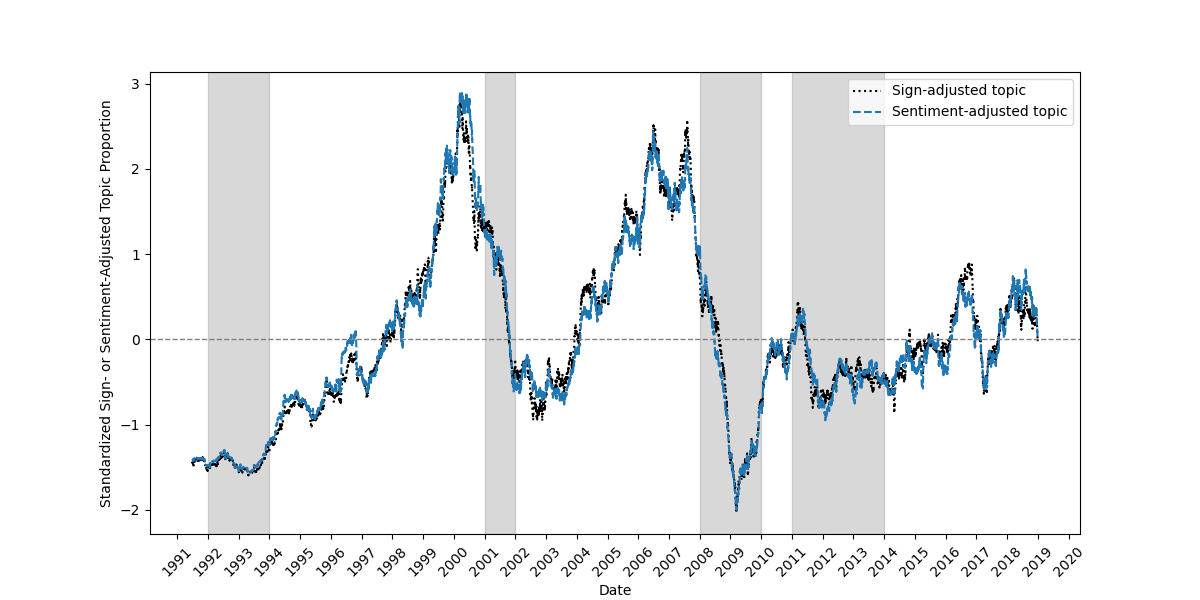 Standardized Sign- or Sentiment-Adjusted Topic Proportion
3
2
1
0
−1
−2
Sign-adjusted topic
Sentiment-adjusted topic
1991 1992 1993 1994 1995 1996 1997 1998 1999 2000 2001 2002 2003 2004 2005 2006 2007 2008 2009 2010 2011 2012 2013 2014 2015 2016 2017 2018 2019 2020
Date